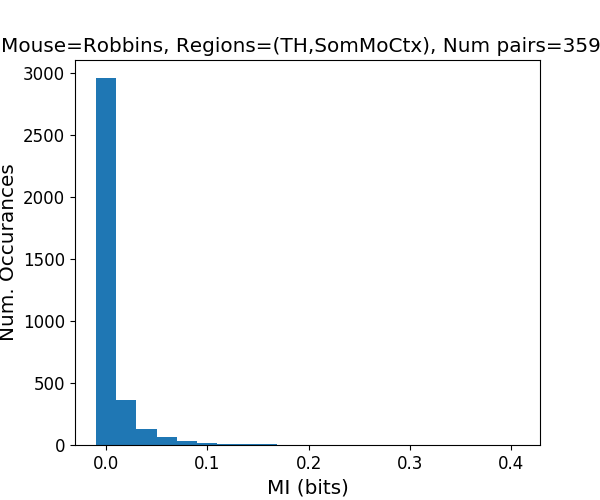 Mouse=Robbins, Regions=(TH,SomMoCtx), Num pairs=359
3000
2500
2000
1500
1000
500
0
Num. Occurances
0.0 0.1 0.2 0.3 0.4
MI (bits)